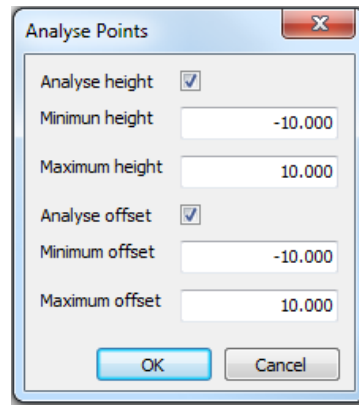 Analyse Points
Analyse height
Minimun height -10.000
Maximum height 10.000
Analyse offset
Minimum offset -10.000
Maximum offset 10.000
OK Cancel